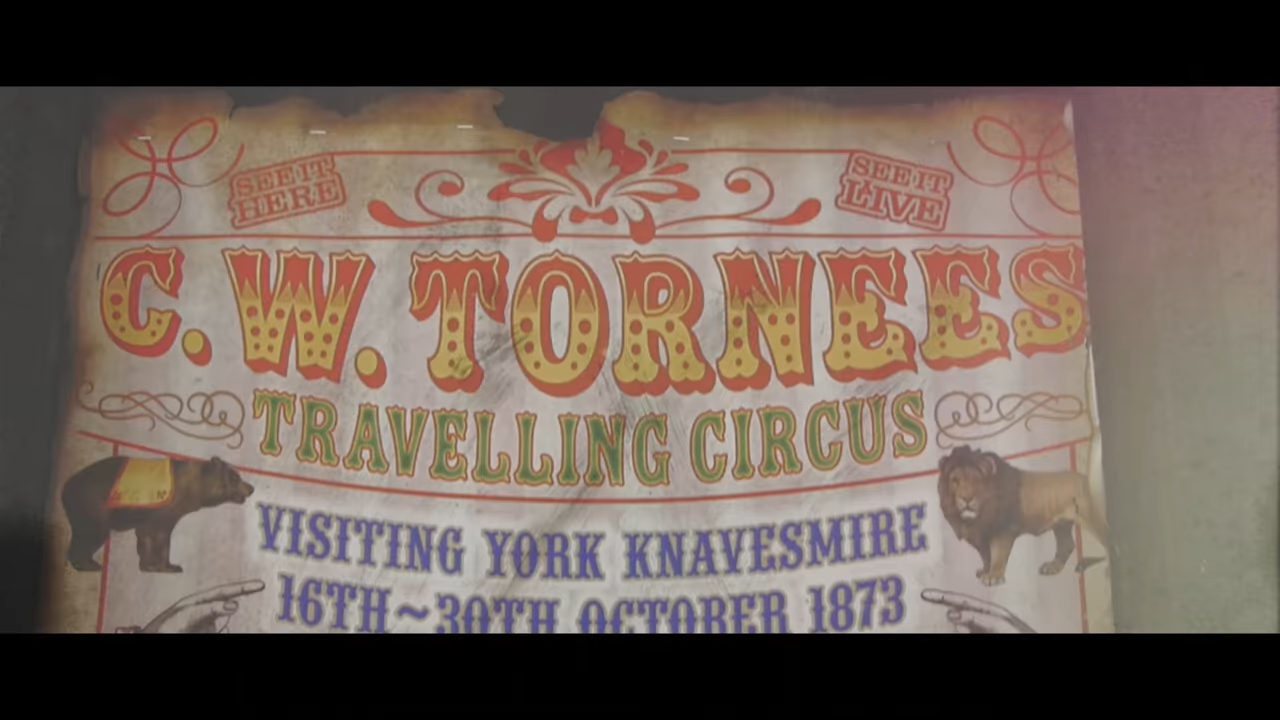 SEE IT
HERE
SEE IT
LIVE
C.W. TORNEES
TRAVELLING CIRCUS
VISITING YORK KNAVESMIRE
16TH~30TH OCTOBER 1873